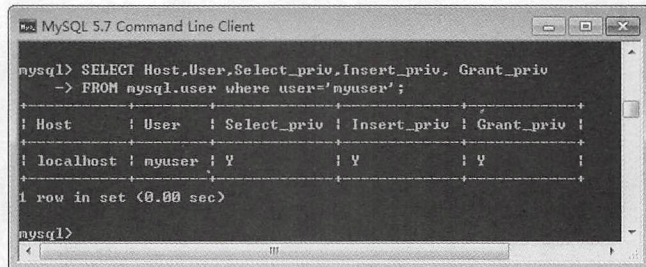 MySQL 5.7 Command Line Client
mysql> SELECT Host,User,Select_priv,Insert_priv, Grant_priv
    -> FROM mysql.user where user='myuser';
+-----------+--------+-------------+-------------+------------+
| Host      | User   | Select_priv | Insert_priv | Grant_priv |
+-----------+--------+-------------+-------------+------------+
| localhost | myuser | Y           | Y           | Y          |
+-----------+--------+-------------+-------------+------------+
1 row in set (0.00 sec)
mysql>